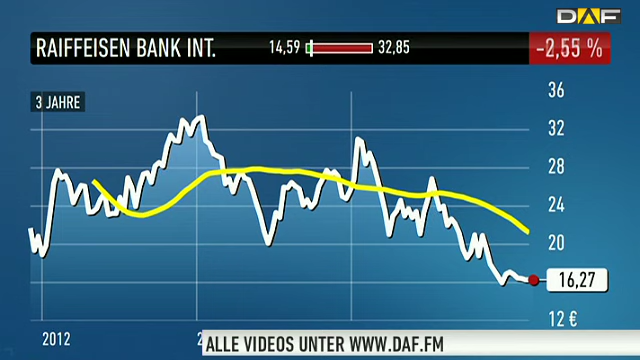 DAF
RAIFFEISEN BANK INT.
14,59
32,85
-2,55 %
3 JAHRE
36
32
28
24
20
16,27
12 €
2012
ALLE VIDEOS UNTER WWW.DAF.FM